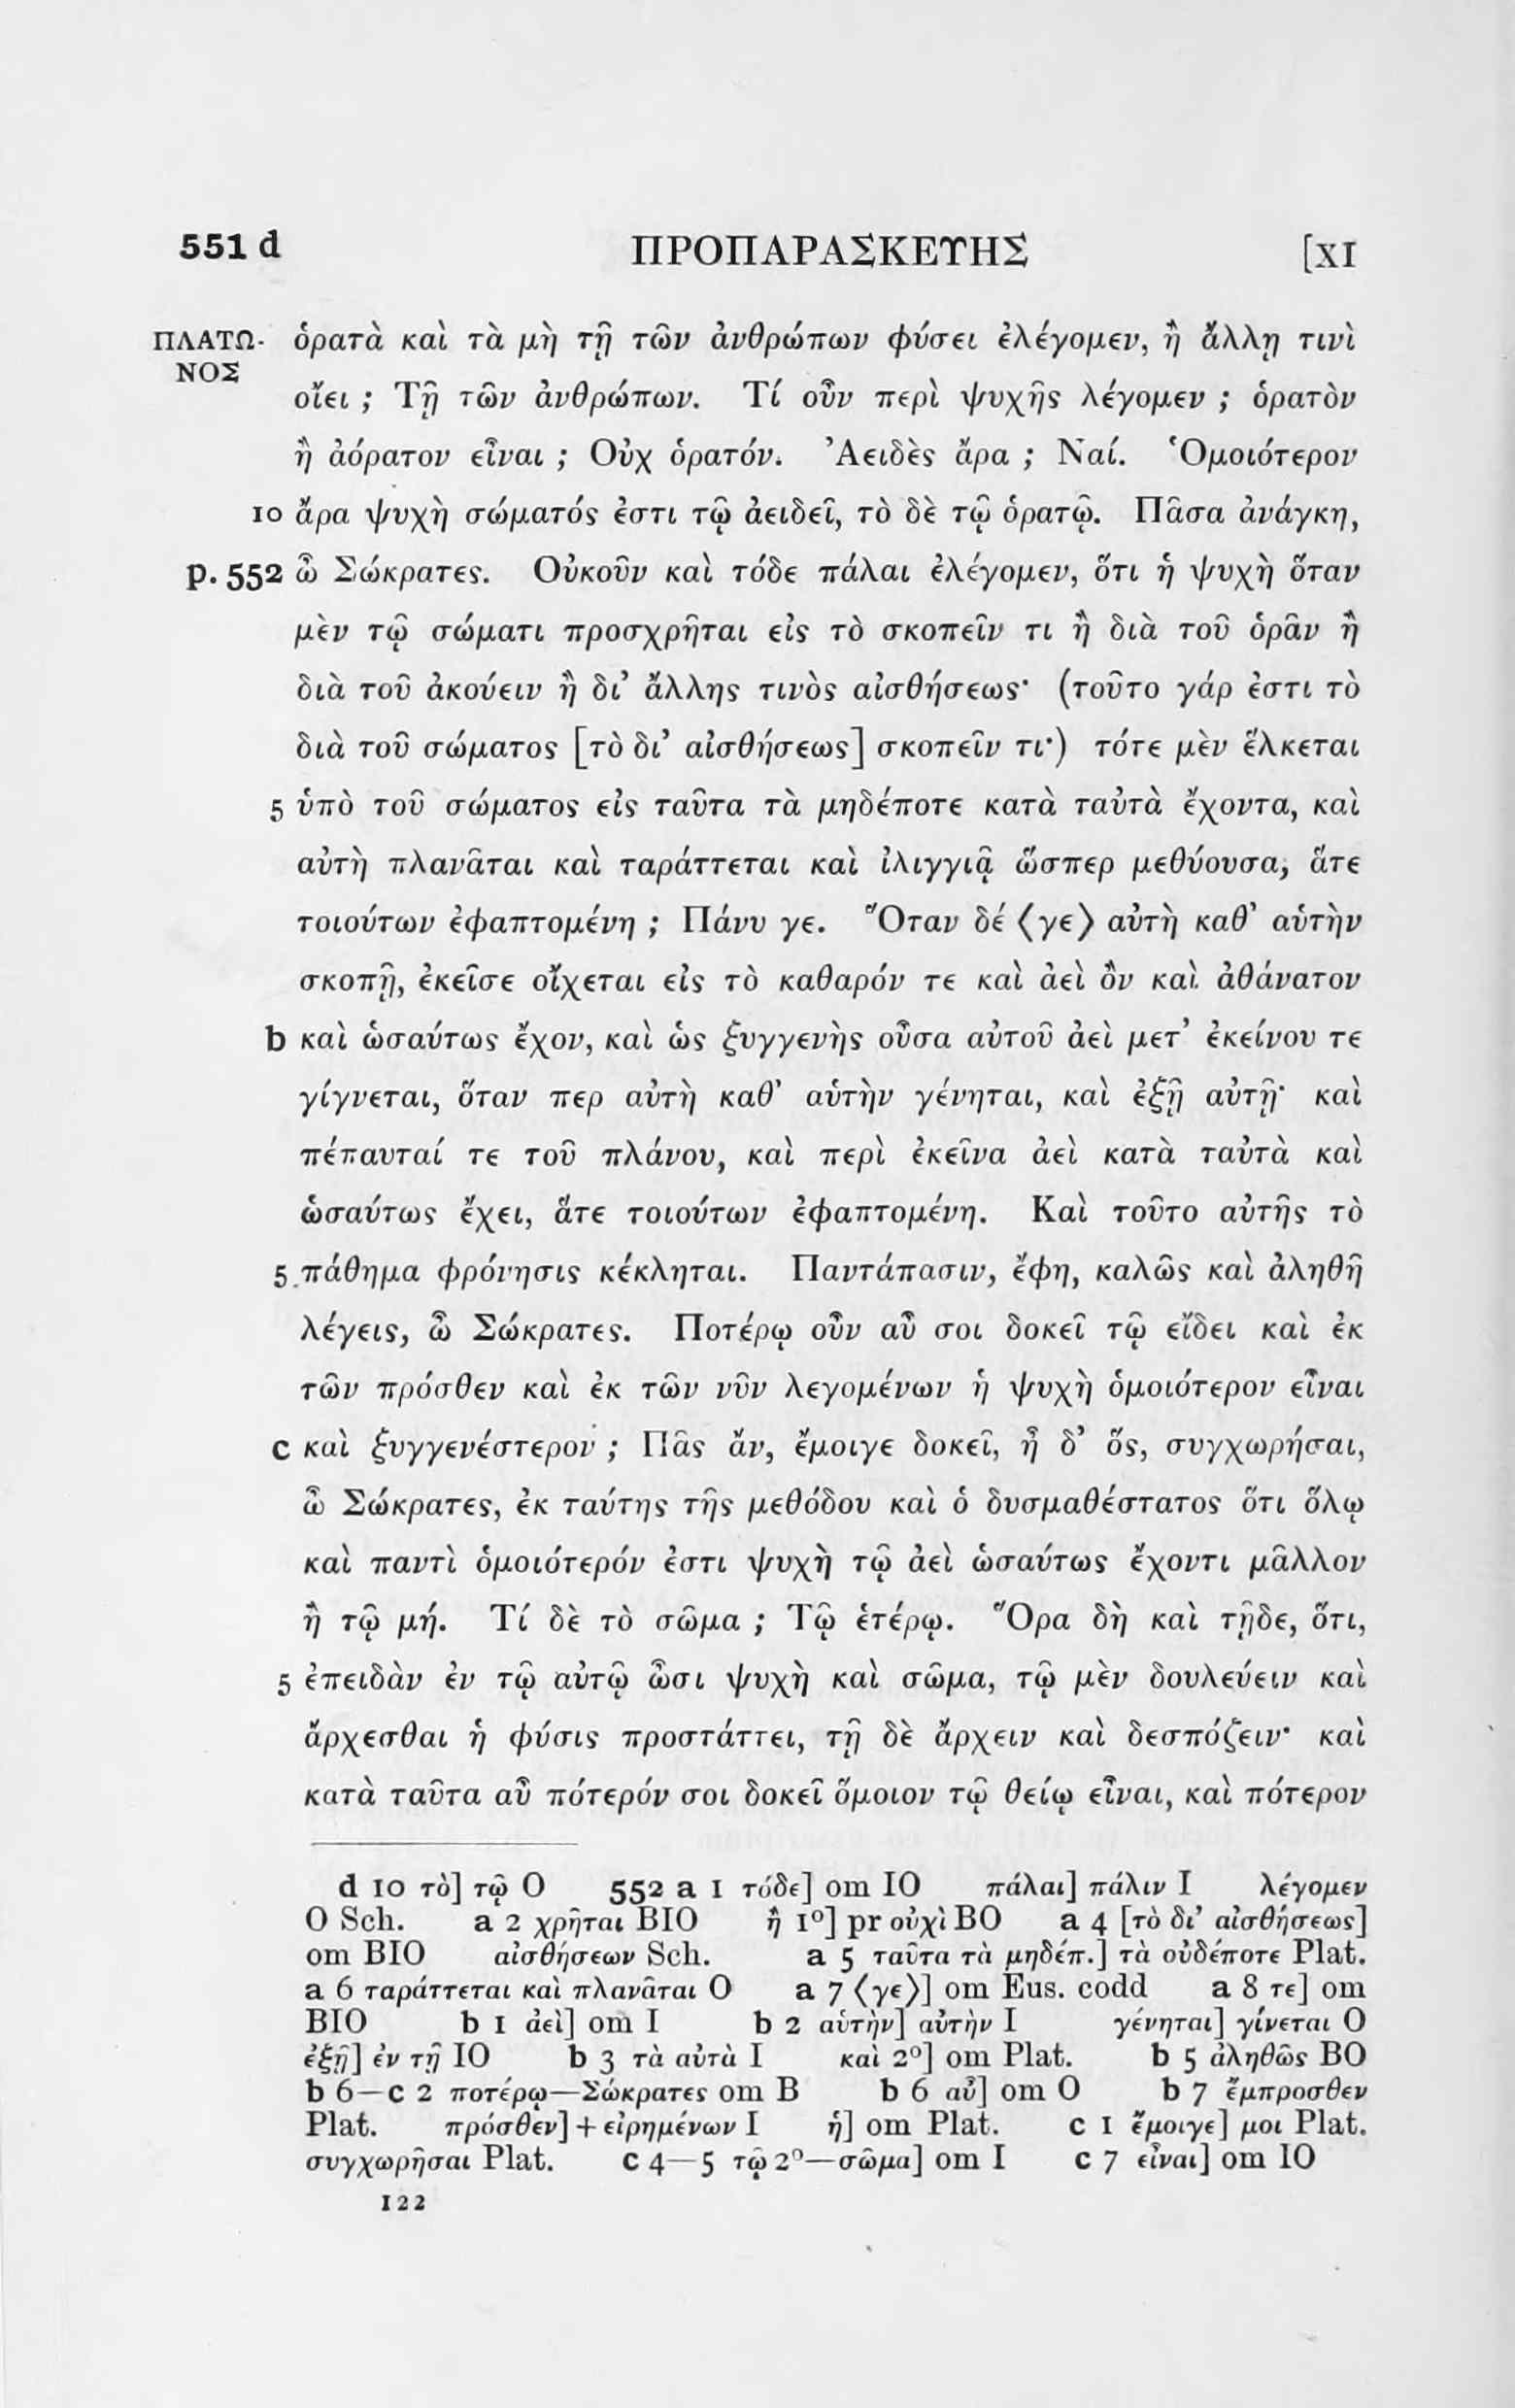 551 d ΠΡΟΠΑΡΑΣΚΕΥΗΣ [XI
ΠΛΑΤΩ- ὁρατὰ καὶ τὰ μὴ τῇ τῶν ἀνθρώπων φύσει ἐλέγομεν, ἢ ἄλλῃ τινὶ
ΝΟΣ
οἴει ; Τῇ τῶν ἀνθρώπων. Τί οὖν περὶ ψυχῆς λέγομεν ; ὁρατὸν
ἢ ἀόρατον εἶναι ; Οὐχ ὁρατόν. Ἀειδὲς ἄρα ; Ναί. Ὁμοιότερον
10 ἄρα ψυχὴ σώματός ἐστι τῷ ἀειδεῖ, τὸ δὲ τῷ ὁρατῷ. Πᾶσα ἀνάγκη,
p. 552 ὦ Σώκρατες. Οὐκοῦν καὶ τόδε πάλαι ἐλέγομεν, ὅτι ἡ ψυχὴ ὅταν
μὲν τῷ σώματι προσχρῆται εἰς τὸ σκοπεῖν τι ἢ διὰ τοῦ ὁρᾶν ἢ
διὰ τοῦ ἀκούειν ἢ δι’ ἄλλης τινὸς αἰσθήσεως· (τοῦτο γάρ ἐστι τὸ
διὰ τοῦ σώματος [τὸ δι’ αἰσθήσεως] σκοπεῖν τι·) τότε μὲν ἕλκεται
5 ὑπὸ τοῦ σώματος εἰς ταῦτα τὰ μηδέποτε κατὰ ταὐτὰ ἔχοντα, καὶ
αὐτὴ πλανᾶται καὶ ταράττεται καὶ ἰλιγγιᾷ ὥσπερ μεθύουσα, ἅτε
τοιούτων ἐφαπτομένη ; Πάνυ γε. Ὅταν δέ ⟨γε⟩ αὐτὴ καθ’ αὑτὴν
σκοπῇ, ἐκεῖσε οἴχεται εἰς τὸ καθαρόν τε καὶ ἀεὶ ὂν καὶ ἀθάνατον
b καὶ ὡσαύτως ἔχον, καὶ ὡς ξυγγενὴς οὖσα αὐτοῦ ἀεὶ μετ’ ἐκείνου τε
γίγνεται, ὅταν περ αὐτὴ καθ’ αὑτὴν γένηται, καὶ ἐξῇ αὐτῇ· καὶ
πέπαυταί τε τοῦ πλάνου, καὶ περὶ ἐκεῖνα ἀεὶ κατὰ ταὐτὰ καὶ
ὡσαύτως ἔχει, ἅτε τοιούτων ἐφαπτομένη. Καὶ τοῦτο αὐτῆς τὸ
5 πάθημα φρόνησις κέκληται. Παντάπασιν, ἔφη, καλῶς καὶ ἀληθῆ
λέγεις, ὦ Σώκρατες. Ποτέρῳ οὖν αὖ σοι δοκεῖ τῷ εἴδει καὶ ἐκ
τῶν πρόσθεν καὶ ἐκ τῶν νῦν λεγομένων ἡ ψυχὴ ὁμοιότερον εἶναι
c καὶ ξυγγενέστερον ; Πᾶς ἄν, ἔμοιγε δοκεῖ, ἦ δ’ ὅς, συγχωρήσαι,
ὦ Σώκρατες, ἐκ ταύτης τῆς μεθόδου καὶ ὁ δυσμαθέστατος ὅτι ὅλῳ
καὶ παντὶ ὁμοιότερόν ἐστι ψυχὴ τῷ ἀεὶ ὡσαύτως ἔχοντι μᾶλλον
ἢ τῷ μή. Τί δὲ τὸ σῶμα ; Τῷ ἑτέρῳ. Ὅρα δὴ καὶ τῇδε, ὅτι,
5 ἐπειδὰν ἐν τῷ αὐτῷ ὦσι ψυχὴ καὶ σῶμα, τῷ μὲν δουλεύειν καὶ
ἄρχεσθαι ἡ φύσις προστάττει, τῇ δὲ ἄρχειν καὶ δεσπόζειν· καὶ
κατὰ ταῦτα αὖ πότερόν σοι δοκεῖ ὅμοιον τῷ θείῳ εἶναι, καὶ πότερον
d 10 τὸ] τῷ O 552 a 1 τόδε] om IO πάλαι] πάλιν I λέγομεν
O Sch. a 2 χρῆται BIO ἢ 1⁰] pr οὐχὶ BO a 4 [τὸ δι’ αἰσθήσεως]
om BIO αἰσθήσεων Sch. a 5 ταῦτα τὰ μηδέπ.] τὰ οὐδέποτε Plat.
a 6 ταράττεται καὶ πλανᾶται O a 7 ⟨γε⟩] om Eus. codd a 8 τε] om
BIO b 1 ἀεὶ] om I b 2 αὑτὴν] αὐτὴν I γένηται] γίνεται O
ἐξῇ] ἐν τῇ IO b 3 τὰ αὐτὰ I καὶ 2⁰] om Plat. b 5 ἀληθῶς BO
b 6—c 2 ποτέρῳ—Σώκρατες om B b 6 αὖ] om O b 7 ἔμπροσθεν
Plat. πρόσθεν] + εἰρημένων I ἡ] om Plat. c 1 ἔμοιγε] μοι Plat.
συγχωρῆσαι Plat. c 4—5 τῷ 2⁰—σῶμα] om I c 7 εἶναι] om IO
122